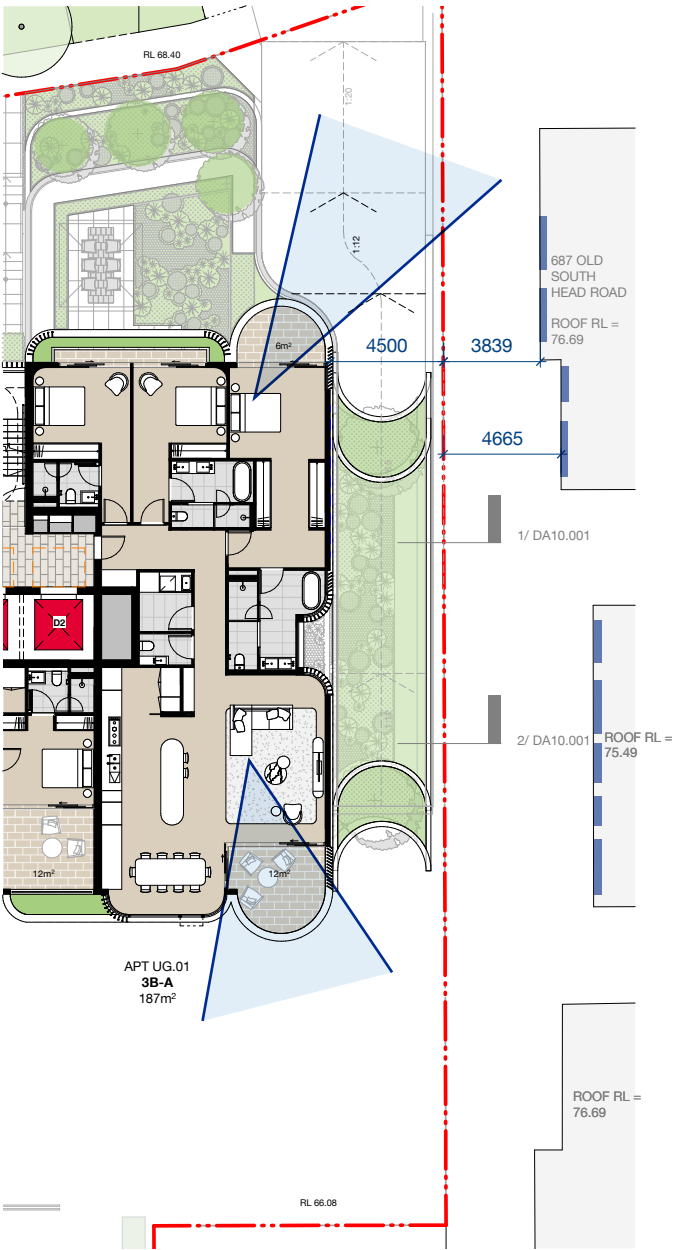 RL 68.40
1:20
1:12
687 OLD
SOUTH
HEAD ROAD
ROOF RL =
76.69
6m²
4500
3839
4665
1/ DA10.001
D2
2/ DA10.001
ROOF RL =
75.49
12m²
12m²
APT UG.01
3B-A
187m²
ROOF RL =
76.69
RL 66.08